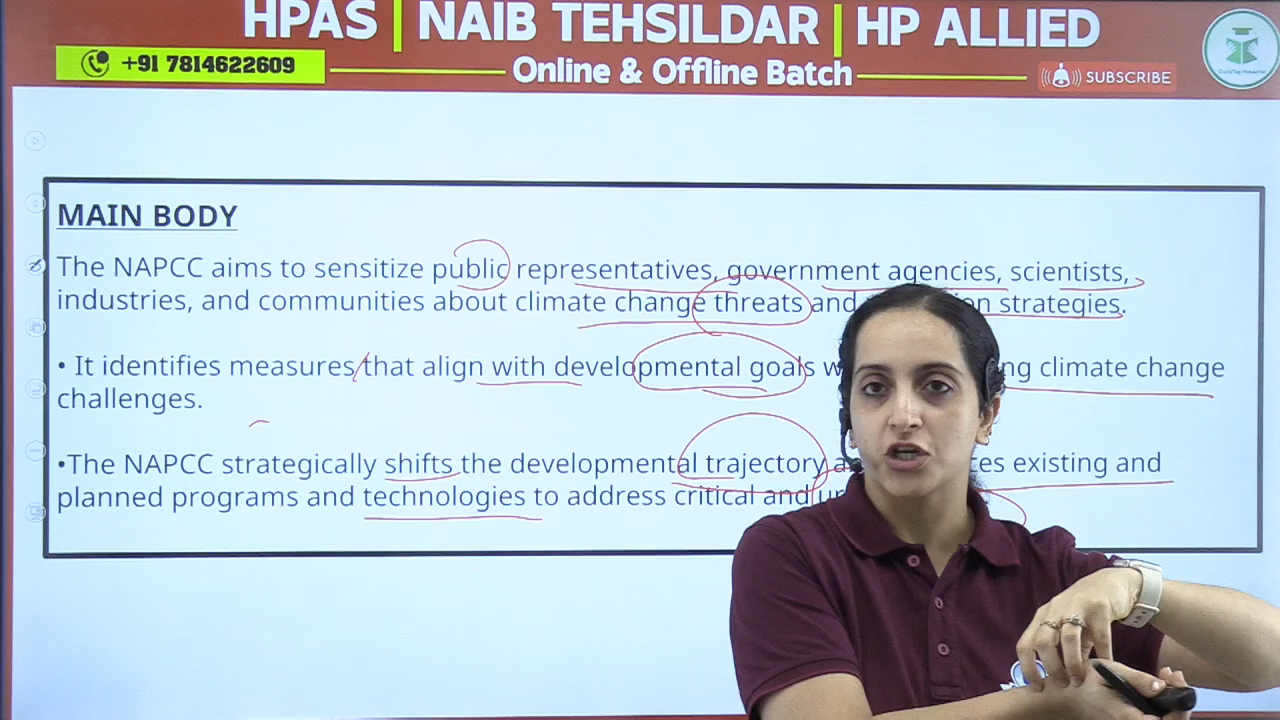 HPAS | NAIB TEHSILDAR | HP ALLIED
+91 7814622609
Online & Offline Batch
SUBSCRIBE
MAIN BODY
The NAPCC aims to sensitize public representatives, government agencies, scientists,
industries, and communities about climate change threats and strategies.
• It identifies measures that align with developmental goals climate change
challenges.
•The NAPCC strategically shifts the developmental trajectory existing and
planned programs and technologies to address critical and